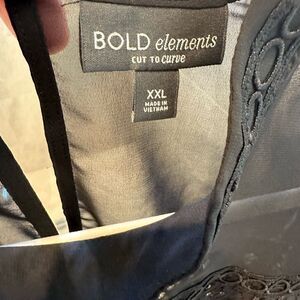 BOLD elements
CUT TO curve
XXL
MADE IN
VIETNAM